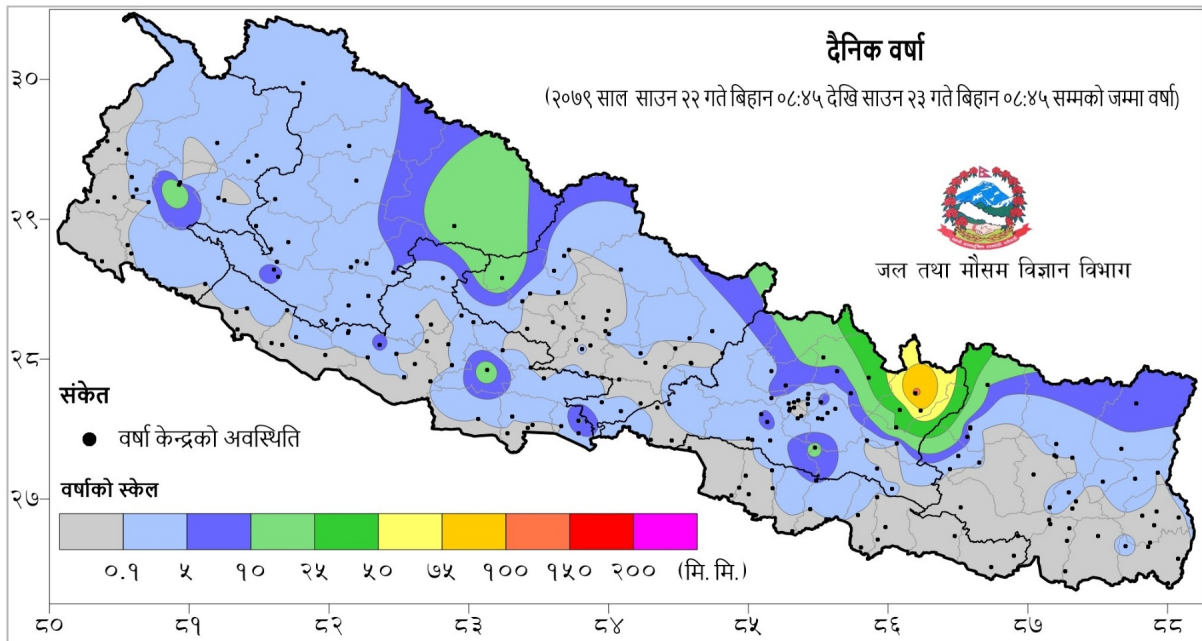 दैनिक वर्षा
(२०७९ साल साउन २२ गते बिहान ०८:४५ देखि साउन २३ गते बिहान ०८:४५ सम्मको जम्मा वर्षा)
जल तथा मौसम विज्ञान विभाग
३०
२९
२८
२७
संकेत
वर्षा केन्द्रको अवस्थिति
वर्षाको स्केल
०.१ ५ १० २५ ५० ७५ १०० १५० २०० (मि. मि.)
८० ८१ ८२ ८३ ८४ ८५ ८६ ८७ ८८